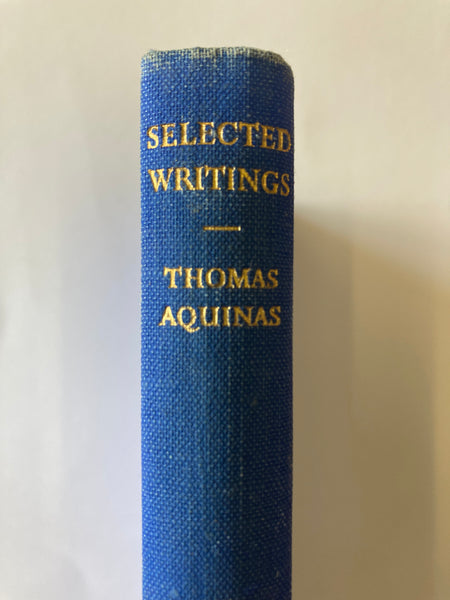 SELECTED
WRITINGS
—
THOMAS
AQUINAS